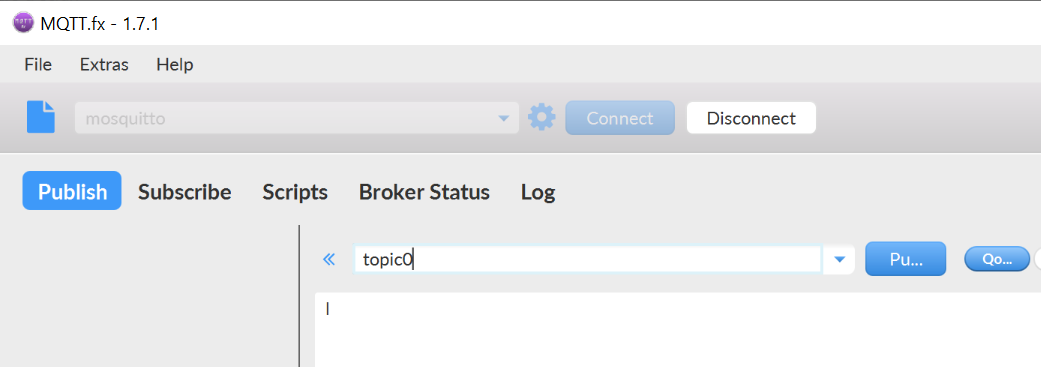 MQTT.fx - 1.7.1
File Extras Help
mosquitto Connect Disconnect
Publish Subscribe Scripts Broker Status Log
topic0 Pu... Qo...
l